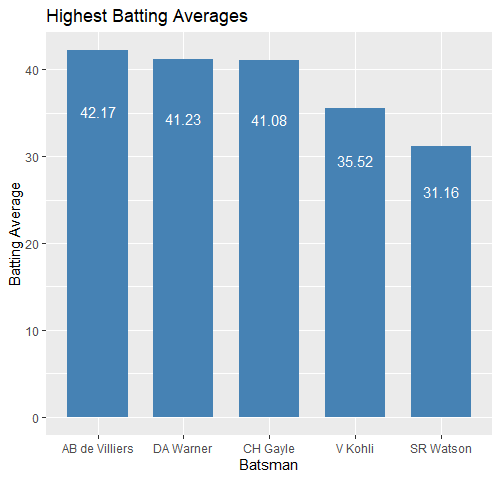 Highest Batting Averages
Batting Average
40
30
20
10
0
42.17
41.23
41.08
35.52
31.16
AB de Villiers
DA Warner
CH Gayle
V Kohli
SR Watson
Batsman